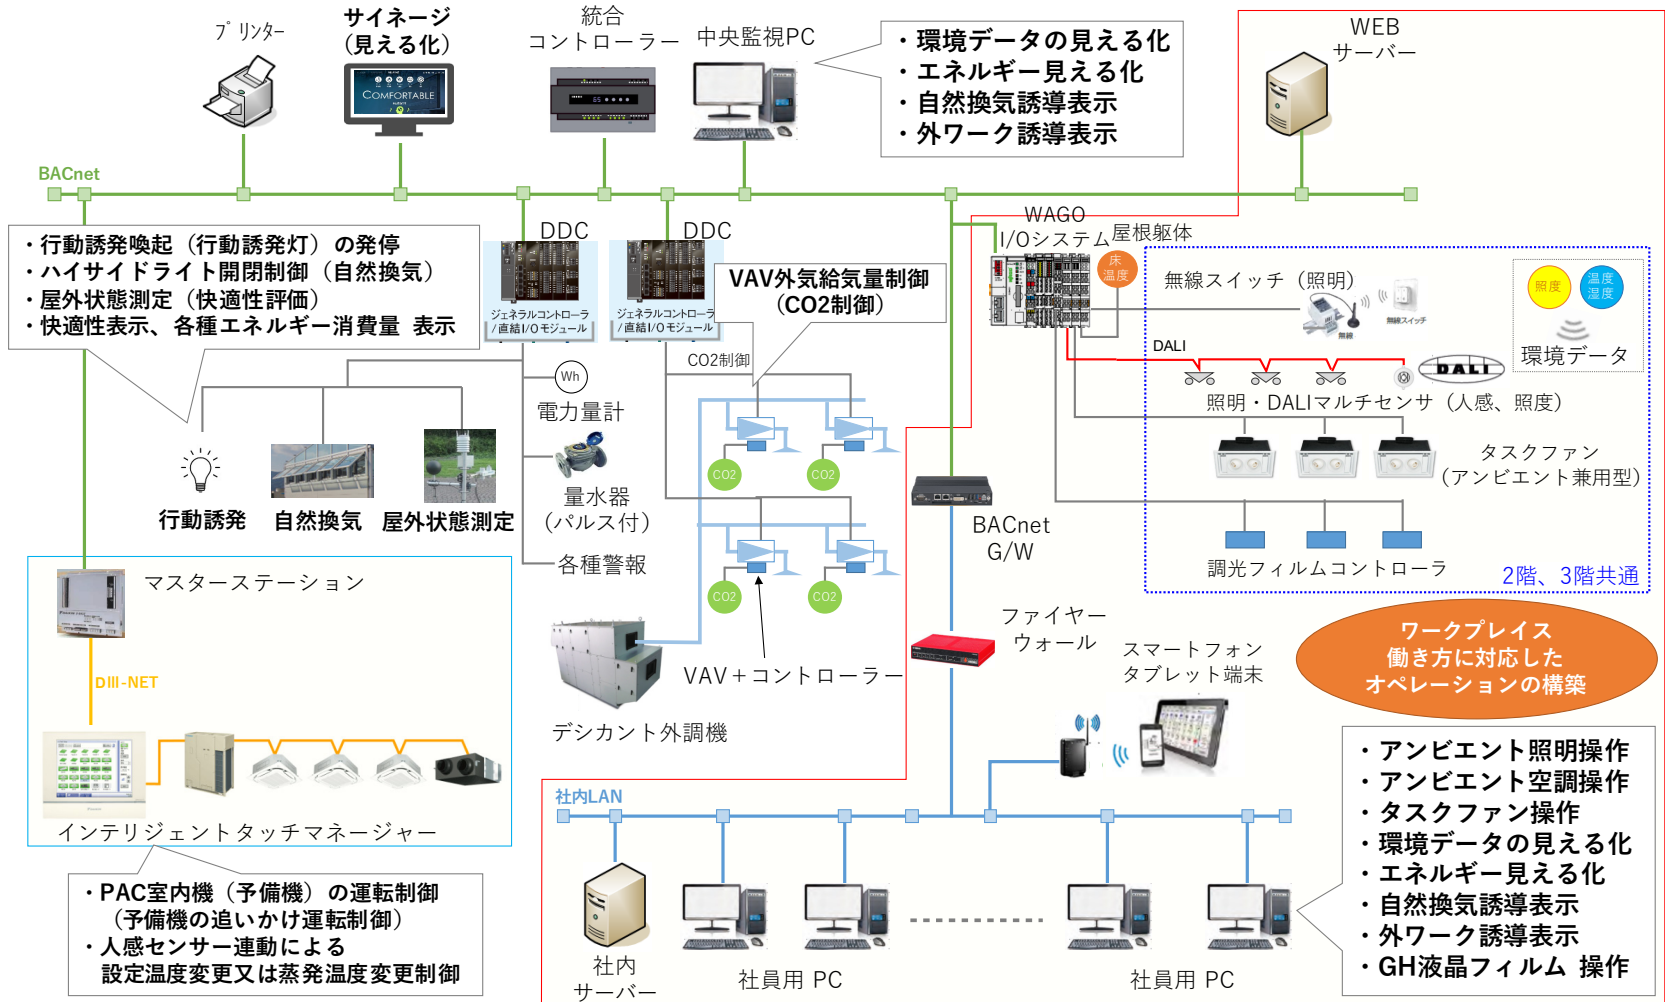 プリンター
サイネージ
(見える化)
統合
コントローラー
中央監視PC
・環境データの見える化
・エネルギー見える化
・自然換気誘導表示
・外ワーク誘導表示
WEB
サーバー
COMFORTABLE
BACnet
・行動誘発喚起（行動誘発灯）の発停
・ハイサイドライト開閉制御（自然換気）
・屋外状態測定（快適性評価）
・快適性表示、各種エネルギー消費量 表示
DDC
ジェネラルコントローラ
/直結I/Oモジュール
DDC
ジェネラルコントローラ
/直結I/Oモジュール
VAV外気給気量制御
(CO2制御)
CO2制御
WAGO
I/Oシステム
屋根躯体
床
温度
無線スイッチ（照明）
無線
無線スイッチ
照度
温度
湿度
環境データ
DALI
DALI
照明・DALIマルチセンサ（人感、照度）
タスクファン
(アンビエント兼用型)
調光フィルムコントローラ
2階、3階共通
Wh
電力量計
量水器
(パルス付)
各種警報
行動誘発
自然換気
屋外状態測定
CO2
CO2
CO2
CO2
VAV＋コントローラー
デシカント外調機
BACnet
G/W
ファイヤー
ウォール
スマートフォン
タブレット端末
ワークプレイス
働き方に対応した
オペレーションの構築
マスターステーション
DIII-NET
インテリジェントタッチマネージャー
・PAC室内機（予備機）の運転制御
（予備機の追いかけ運転制御）
・人感センサー連動による
設定温度変更又は蒸発温度変更制御
社内LAN
社内
サーバー
社員用 PC
社員用 PC
・アンビエント照明操作
・アンビエント空調操作
・タスクファン操作
・環境データの見える化
・エネルギー見える化
・自然換気誘導表示
・外ワーク誘導表示
・GH液晶フィルム 操作